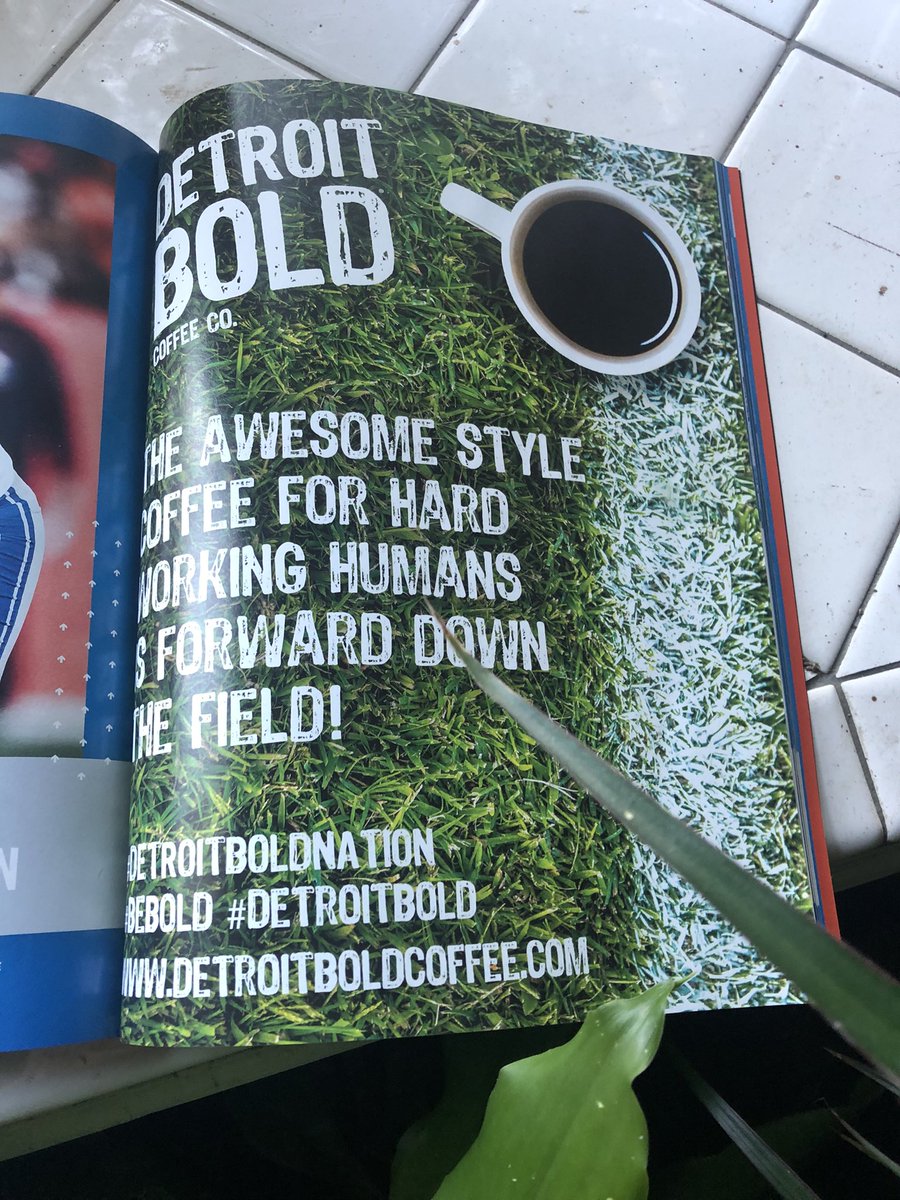 DETROIT
BOLD
COFFEE CO.
THE AWESOME STYLE
COFFEE FOR HARD
WORKING HUMANS
IS FORWARD DOWN
THE FIELD!
#DETROITBOLDNATION
#BEBOLD #DETROITBOLD
WWW.DETROITBOLDCOFFEE.COM
N